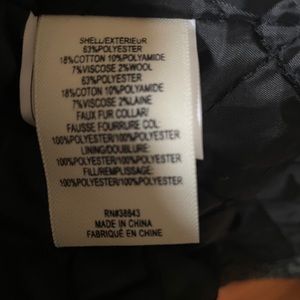 SHELL/EXTÉRIEUR
63%POLYESTER
18%COTTON 10%POLYAMIDE
7%VISCOSE 2%WOOL
63%POLYESTER
18%COTTON 10%POLYAMIDE
7%VISCOSE 2%LAINE
FAUX FUR COLLAR/
FAUSSE FOURRURE COL:
100%POLYESTER/100%POLYESTER
LINING/DOUBLURE:
100%POLYESTER/100%POLYESTER
FILL/REMPLISSAGE:
100%POLYESTER/100%POLYESTER
RN#38843
MADE IN CHINA
FABRIQUÉ EN CHINE